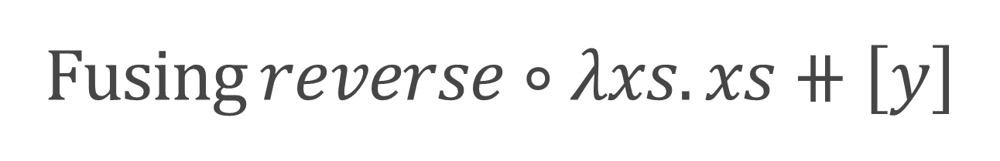 Fusing reverse ∘ λxs. xs ⧺ [y]